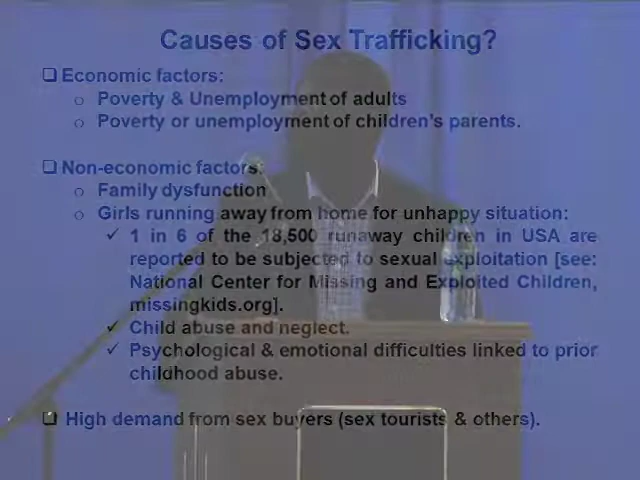 Causes of Sex Trafficking?
❑ Economic factors:
○ Poverty & Unemployment of adults
○ Poverty or unemployment of children's parents.
❑ Non-economic factors:
○ Family dysfunction
○ Girls running away from home for unhappy situation:
✓ 1 in 6 of the 18,500 runaway children in USA are
reported to be subjected to sexual exploitation [see:
National Center for Missing and Exploited Children,
missingkids.org].
✓ Child abuse and neglect.
✓ Psychological & emotional difficulties linked to prior
childhood abuse.
❑ High demand from sex buyers (sex tourists & others).